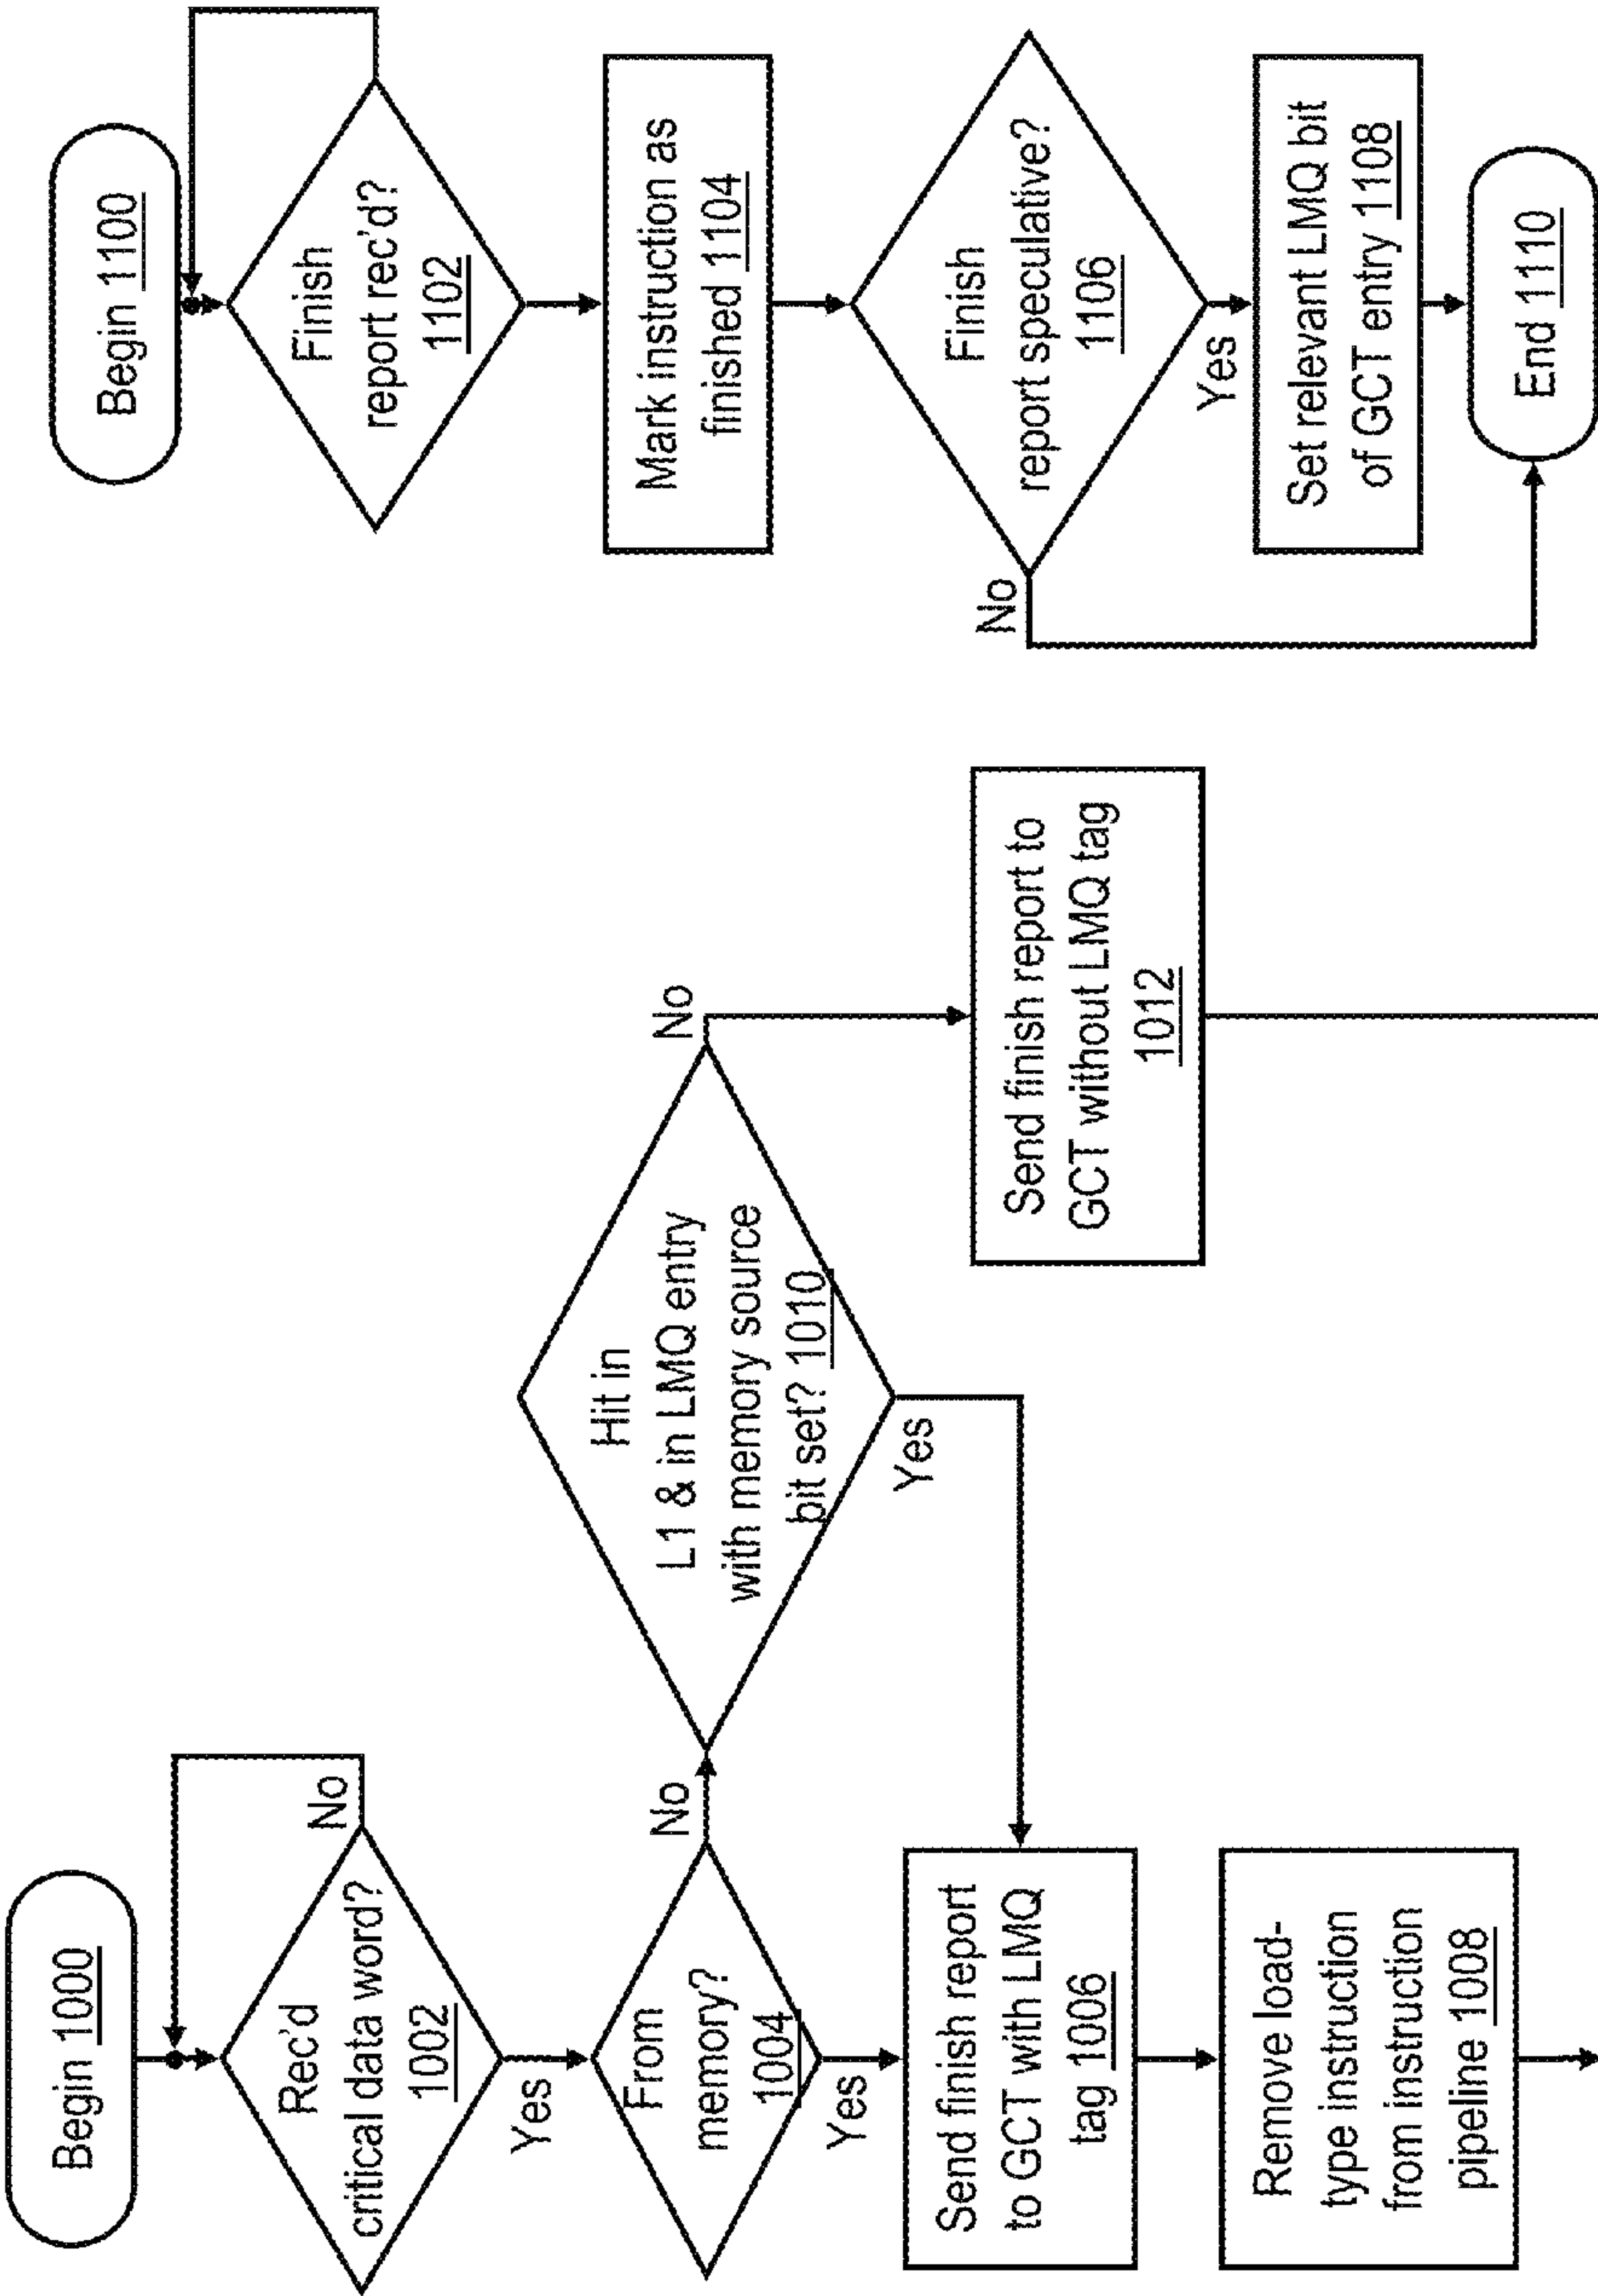 Begin 1000
Rec'd
critical data word?
1002
No
Yes
From
memory?
1004
No
Yes
Hit in
L1 & in LMQ entry
with memory source
bit set? 1010
No
Yes
Send finish report
to GCT with LMQ
tag 1006
Send finish report to
GCT without LMQ tag
1012
Remove load-
type instruction
from instruction
pipeline 1008
Begin 1100
Finish
report rec'd?
1102
Mark instruction as
finished 1104
Finish
report speculative?
1106
No
Yes
Set relevant LMQ bit
of GCT entry 1108
End 1110